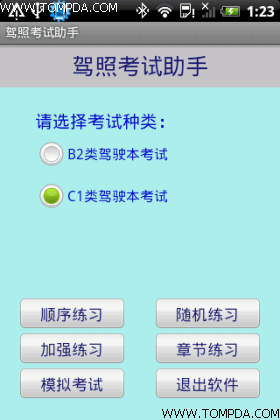 WWW.TOMPDA.COM
1:23
驾照考试助手
驾照考试助手
请选择考试种类：
B2类驾驶本考试
C1类驾驶本考试
顺序练习 随机练习
加强练习 章节练习
模拟考试 退出软件
WWW.TOMPDA.COM